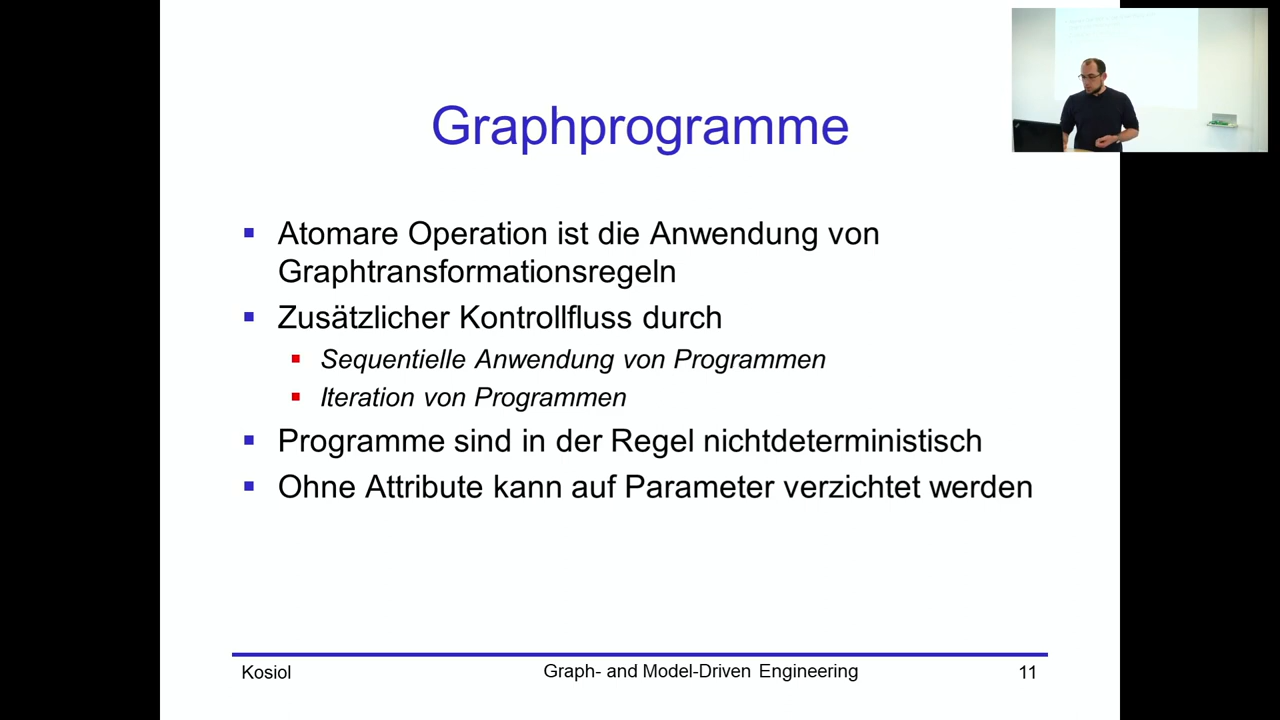 Graphprogramme
Atomare Operation ist die Anwendung von
Graphtransformationsregeln
Zusätzlicher Kontrollfluss durch
Sequentielle Anwendung von Programmen
Iteration von Programmen
Programme sind in der Regel nichtdeterministisch
Ohne Attribute kann auf Parameter verzichtet werden
Kosiol
Graph- and Model-Driven Engineering
11